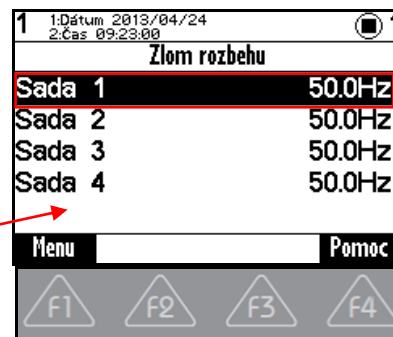 1 1:Dátum 2013/04/24
2:Čas 09:23:00
Zlom rozbehu
Sada 1 50.0Hz
Sada 2 50.0Hz
Sada 3 50.0Hz
Sada 4 50.0Hz
Menu Pomoc
F1 F2 F3 F4